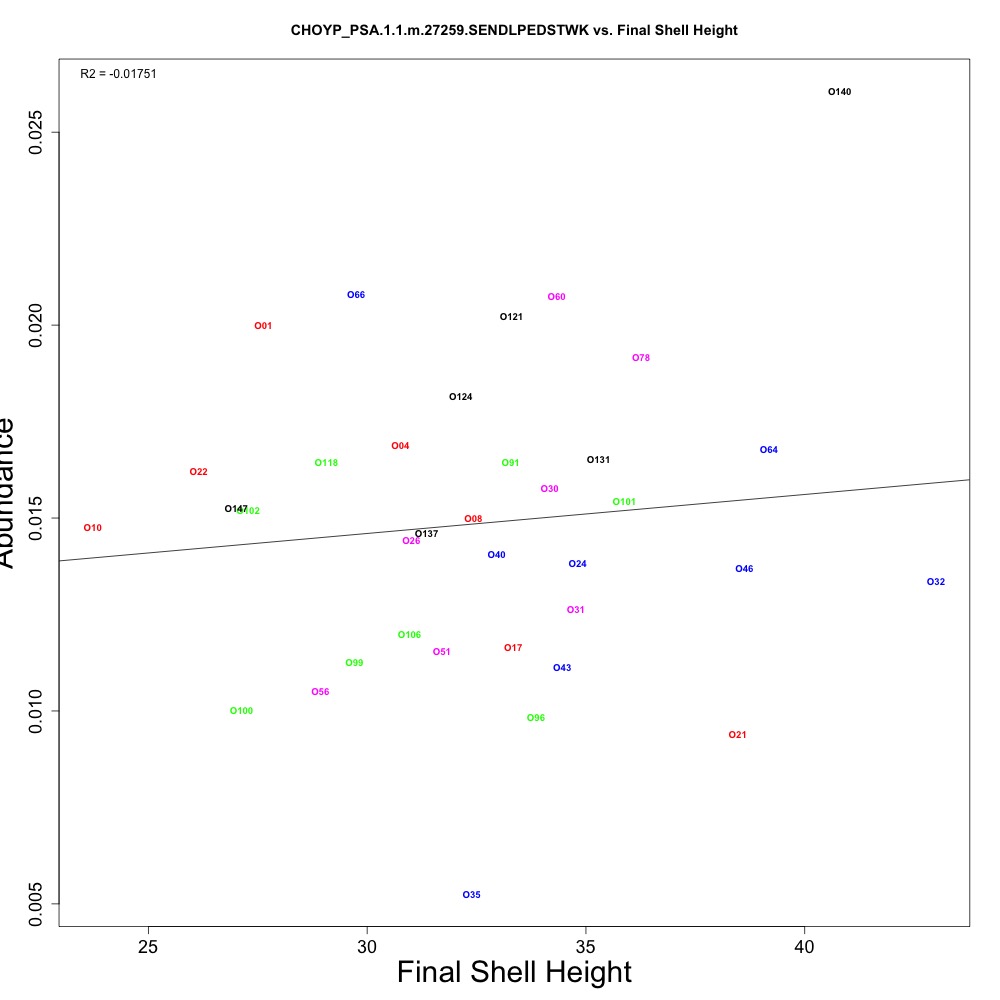 CHOYP_PSA.1.1.m.27259.SENDLPEDSTWK vs. Final Shell Height
R2 = -0.01751
O140
0.025
O66
O60
O121
0.020
O01
O78
O124
O04
O64
O131
O118
O91
O22
O30
O101
O147
O102
0.015
O08
O10
O137
O26
O40
O24
O46
O32
O31
O106
O17
O51
O99
O43
O56
0.010
O100
O96
O21
0.005
O35
Abundance
25 30 35 40
Final Shell Height